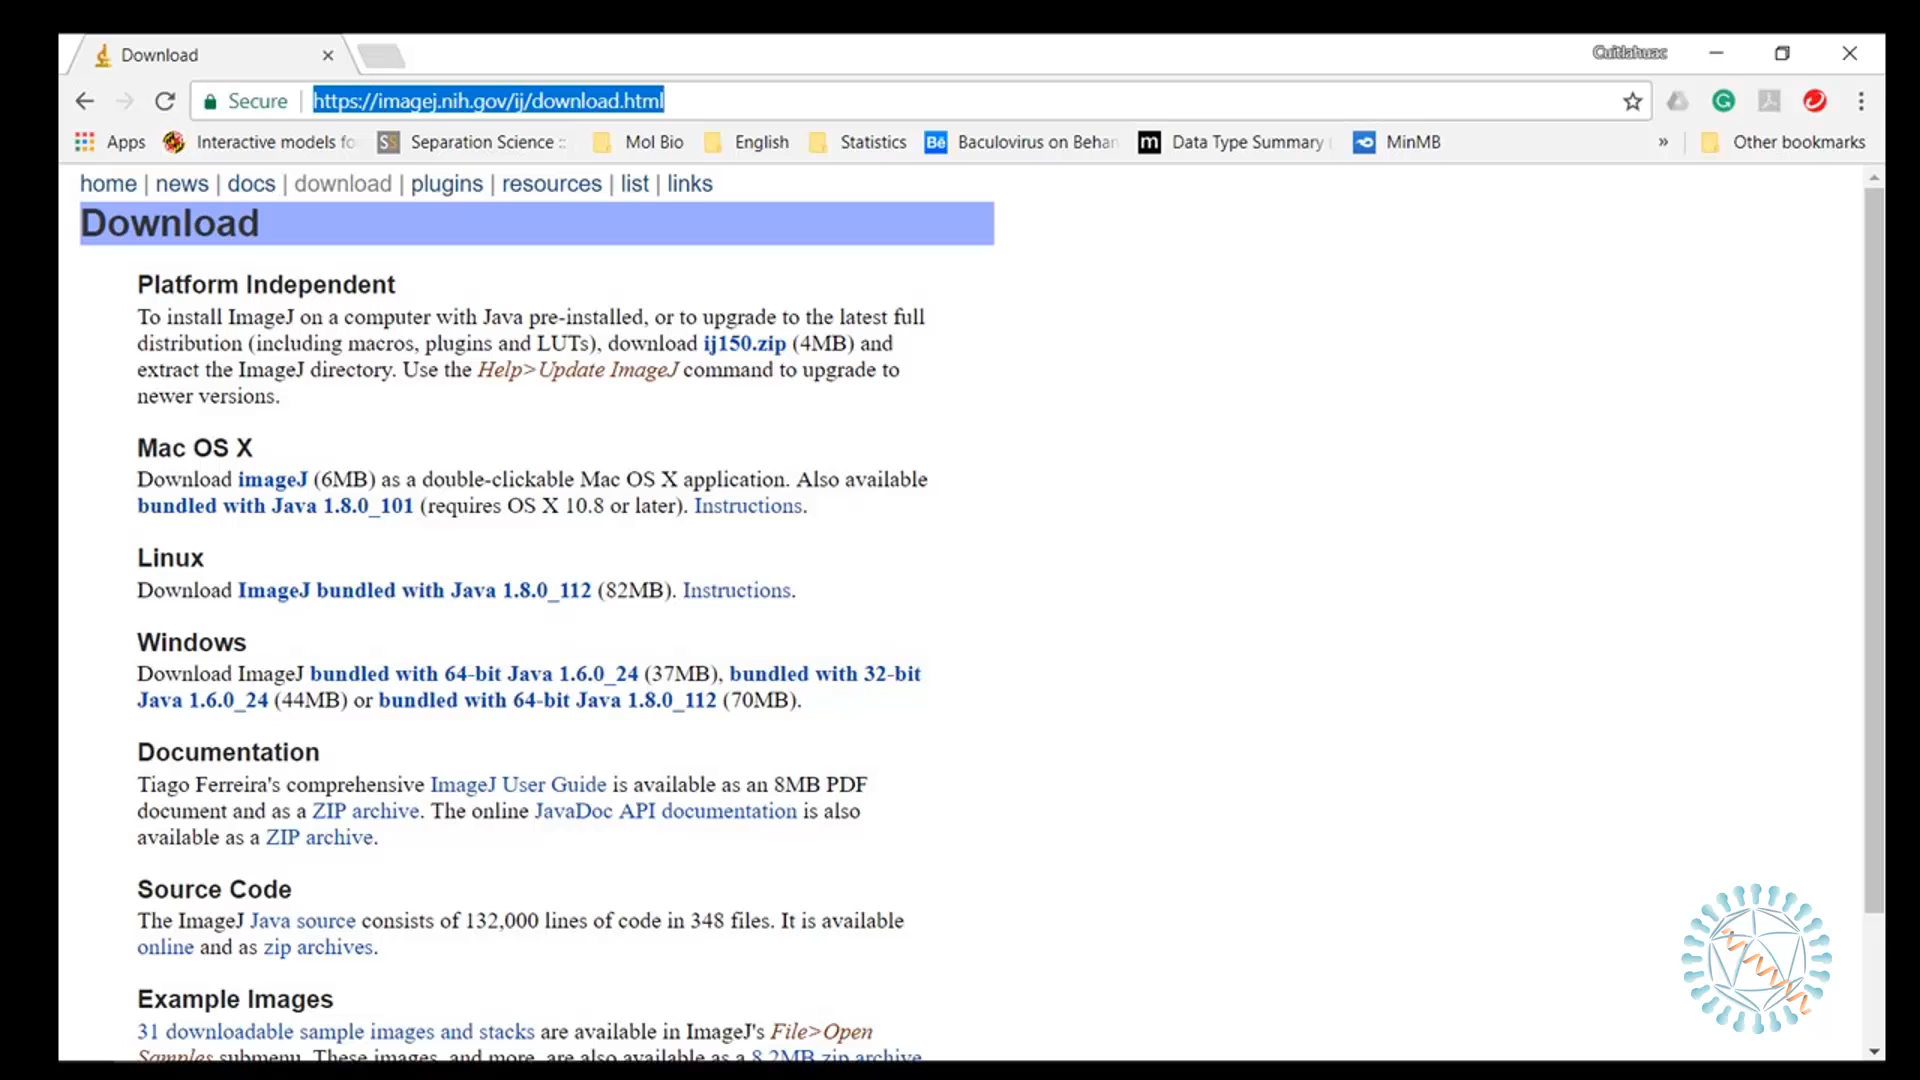 Download
Cuitlahuac
Secure
https://imagej.nih.gov/ij/download.html
Apps
Interactive models fo
SS
Separation Science ::
Mol Bio
English
Statistics
Bē
Baculovirus on Behan
m
Data Type Summary
MinMB
»
Other bookmarks
home | news | docs | download | plugins | resources | list | links
Download
Platform Independent
To install ImageJ on a computer with Java pre-installed, or to upgrade to the latest full
distribution (including macros, plugins and LUTs), download ij150.zip (4MB) and
extract the ImageJ directory. Use the Help>Update ImageJ command to upgrade to
newer versions.
Mac OS X
Download imageJ (6MB) as a double-clickable Mac OS X application. Also available
bundled with Java 1.8.0_101 (requires OS X 10.8 or later). Instructions.
Linux
Download ImageJ bundled with Java 1.8.0_112 (82MB). Instructions.
Windows
Download ImageJ bundled with 64-bit Java 1.6.0_24 (37MB), bundled with 32-bit
Java 1.6.0_24 (44MB) or bundled with 64-bit Java 1.8.0_112 (70MB).
Documentation
Tiago Ferreira's comprehensive ImageJ User Guide is available as an 8MB PDF
document and as a ZIP archive. The online JavaDoc API documentation is also
available as a ZIP archive.
Source Code
The ImageJ Java source consists of 132,000 lines of code in 348 files. It is available
online and as zip archives.
Example Images
31 downloadable sample images and stacks are available in ImageJ's File>Open
Samples submenu. These images, and more, are also available as a 8.2MB zip archive